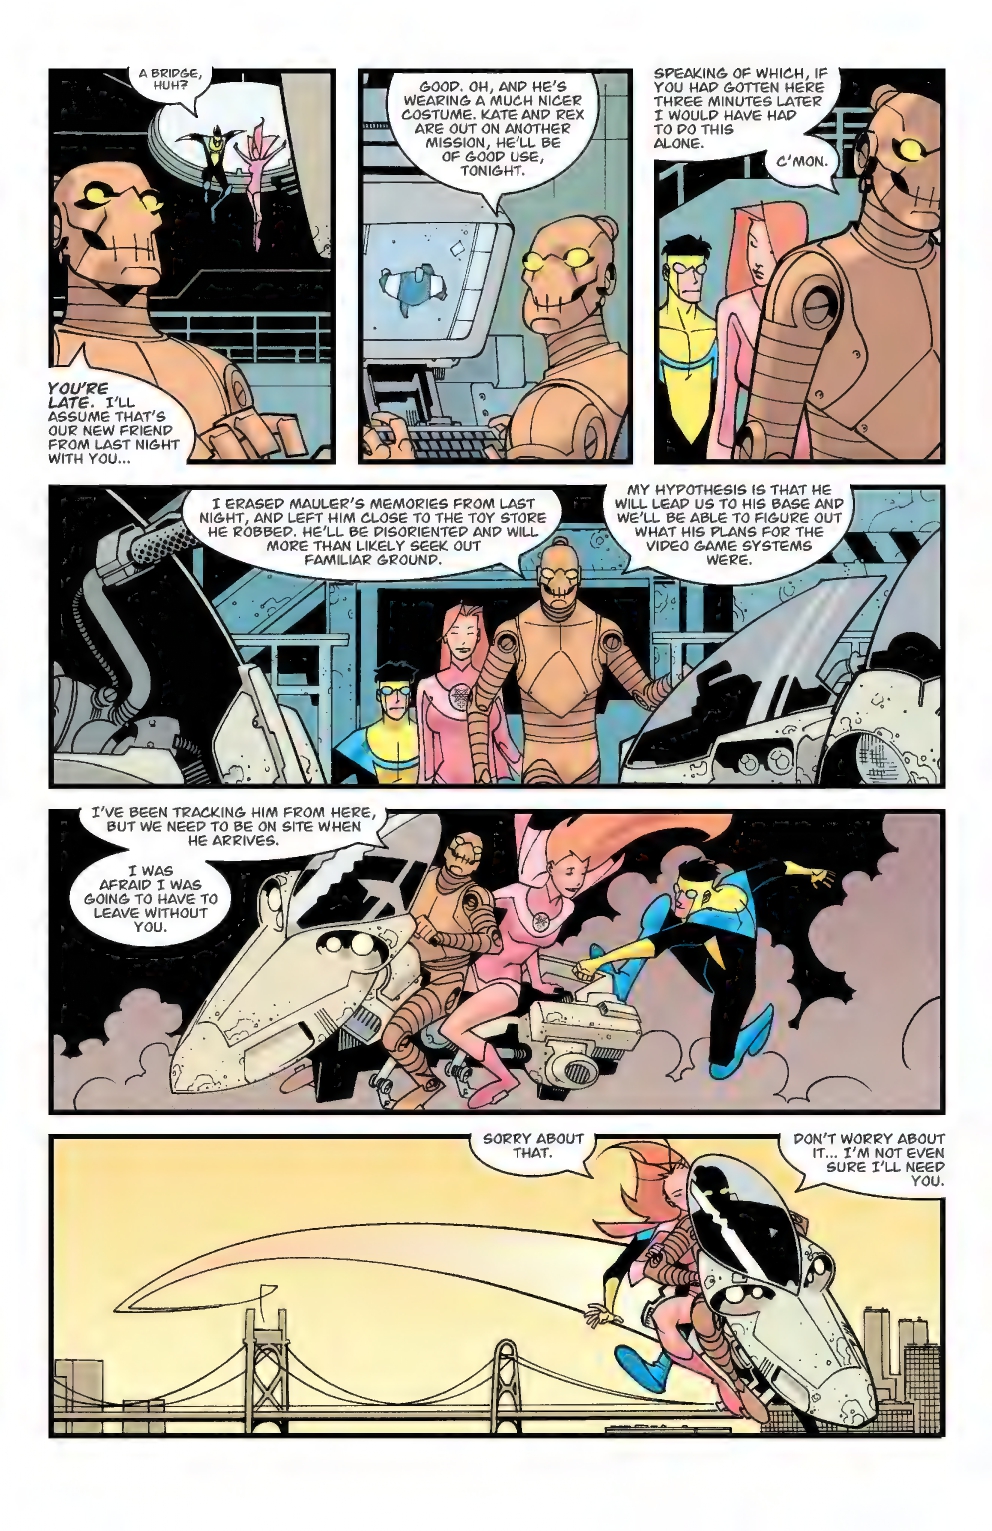 A BRIDGE,
HUH?
YOU'RE
LATE. I'LL
ASSUME THAT'S
OUR NEW FRIEND
FROM LAST NIGHT
WITH YOU...
GOOD. OH, AND HE'S
WEARING A MUCH NICER
COSTUME. KATE AND REX
ARE OUT ON ANOTHER
MISSION, HE'LL BE
OF GOOD USE,
TONIGHT.
SPEAKING OF WHICH, IF
YOU HAD GOTTEN HERE
THREE MINUTES LATER
I WOULD HAVE HAD
TO DO THIS
ALONE.
C'MON.
I ERASED MAULER'S MEMORIES FROM LAST
NIGHT, AND LEFT HIM CLOSE TO THE TOY STORE
HE ROBBED. HE'LL BE DISORIENTED AND WILL
MORE THAN LIKELY SEEK OUT
FAMILIAR GROUND.
MY HYPOTHESIS IS THAT HE
WILL LEAD US TO HIS BASE AND
WE'LL BE ABLE TO FIGURE OUT
WHAT HIS PLANS FOR THE
VIDEO GAME SYSTEMS
WERE.
I'VE BEEN TRACKING HIM FROM HERE,
BUT WE NEED TO BE ON SITE WHEN
HE ARRIVES.
I WAS
AFRAID I WAS
GOING TO HAVE TO
LEAVE WITHOUT
YOU.
SORRY ABOUT
THAT.
DON'T WORRY ABOUT
IT... I'M NOT EVEN
SURE I'LL NEED
YOU.